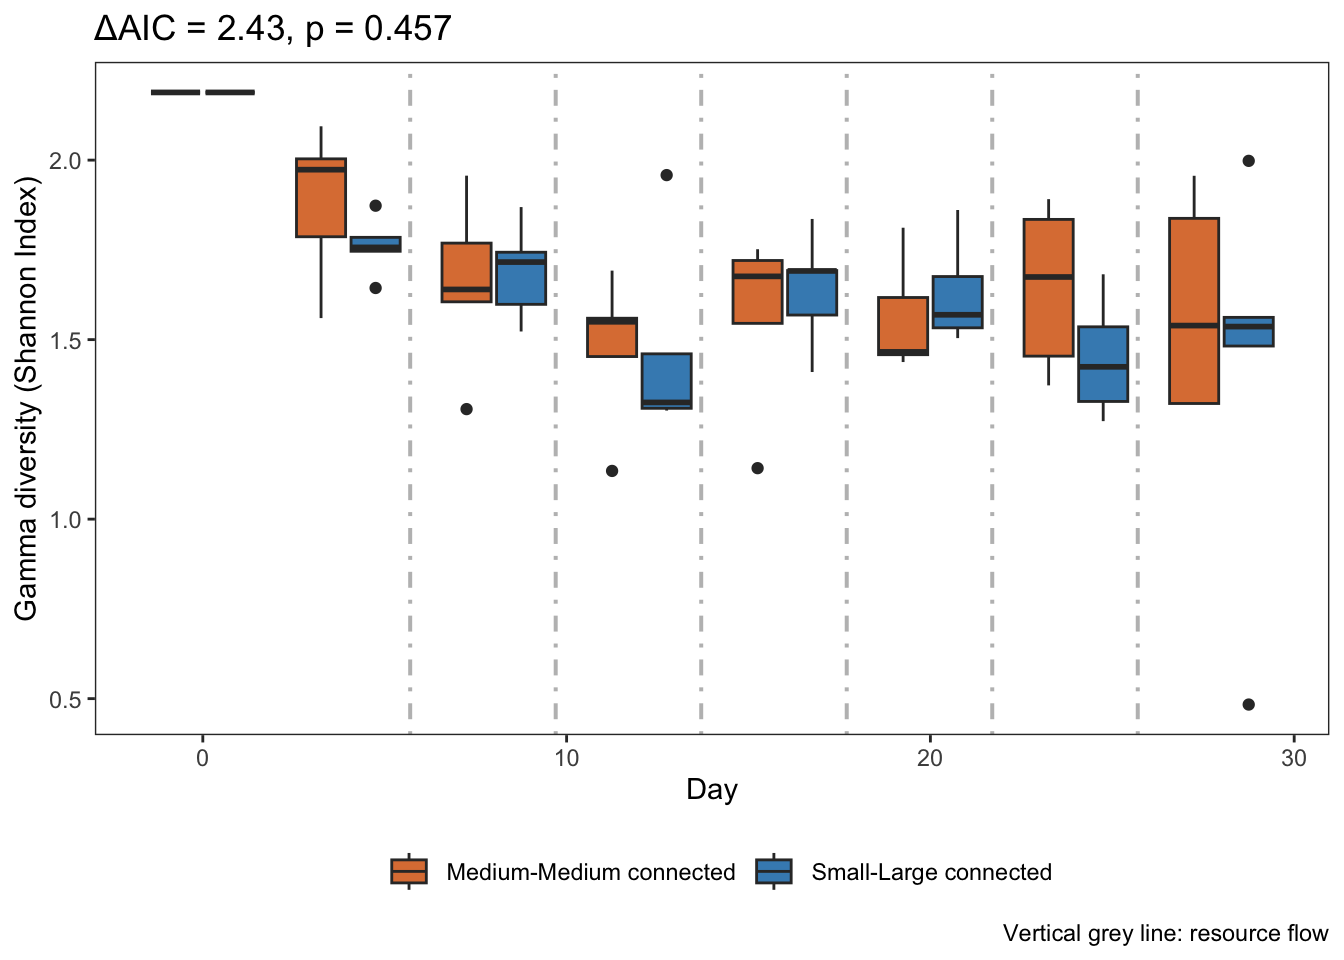 ΔAIC = 2.43, p = 0.457
Gamma diversity (Shannon Index)
2.0
1.5
1.0
0.5
0 10 20 30
Day
Medium-Medium connected Small-Large connected
Vertical grey line: resource flow